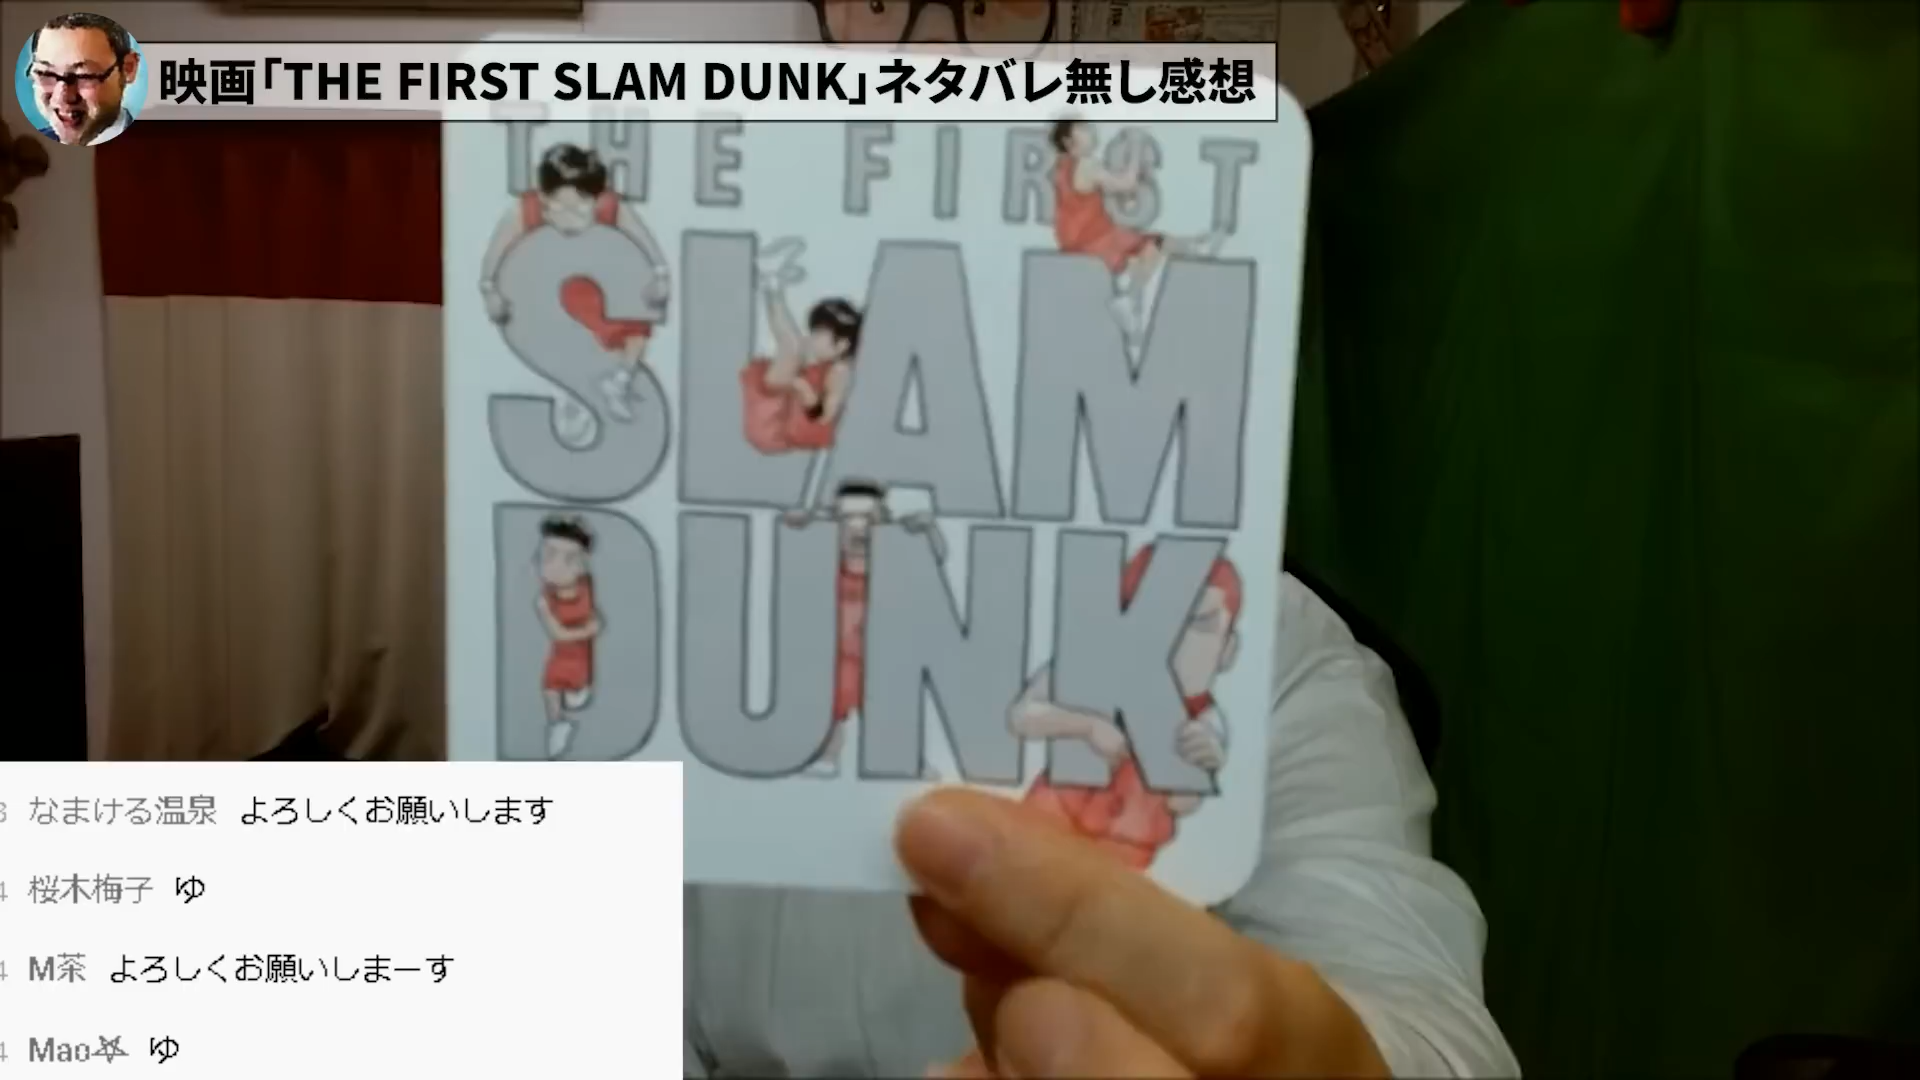 映画「THE FIRST SLAM DUNK」ネタバレ無し感想
THE FIRST
SLAM
DUNK
なまける温泉 よろしくお願いします
桜木梅子 ゆ
M茶 よろしくお願いしまーす
Mao⛧ ゆ